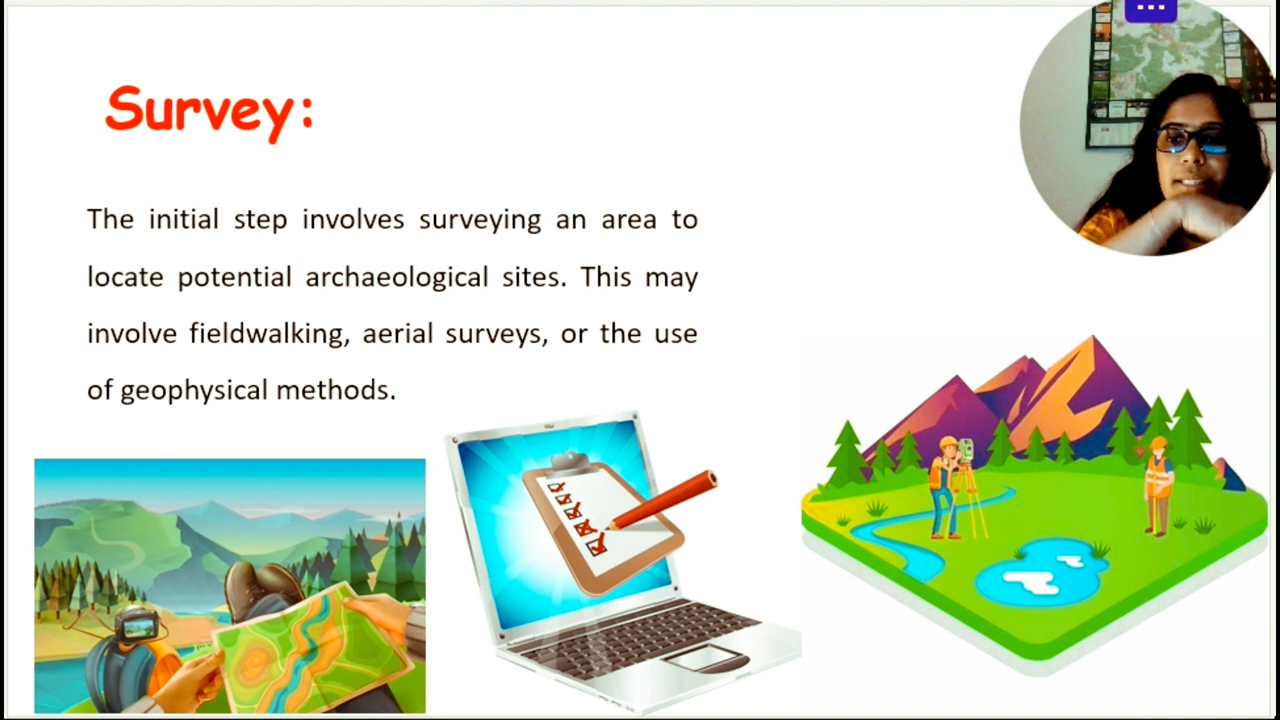 Survey:
The initial step involves surveying an area to
locate potential archaeological sites. This may
involve fieldwalking, aerial surveys, or the use
of geophysical methods.